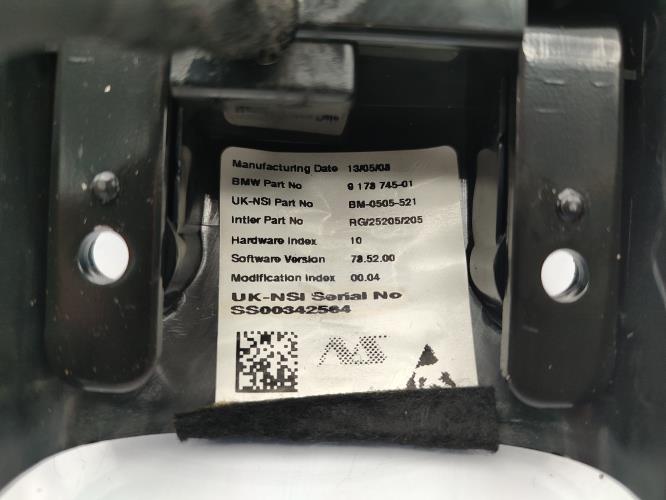 Manufacturing Date 13/05/08
BMW Part No 9 178 745-01
UK-NSI Part No BM-0505-521
Intier Part No RG/25205/205
Hardware Index 10
Software Version 78.52.00
Modification Index 00.04
UK-NSI Serial No
SS00342564